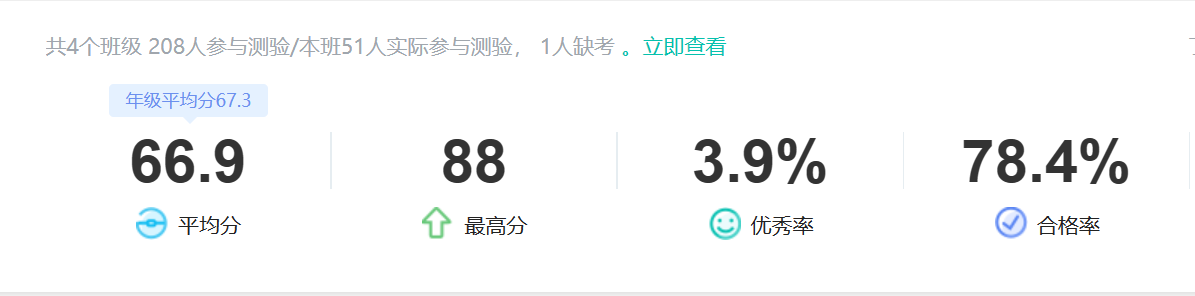 共4个班级 208人参与测验/本班51人实际参与测验， 1人缺考 。立即查看
年级平均分67.3
66.9
88
3.9%
78.4%
平均分
最高分
优秀率
合格率